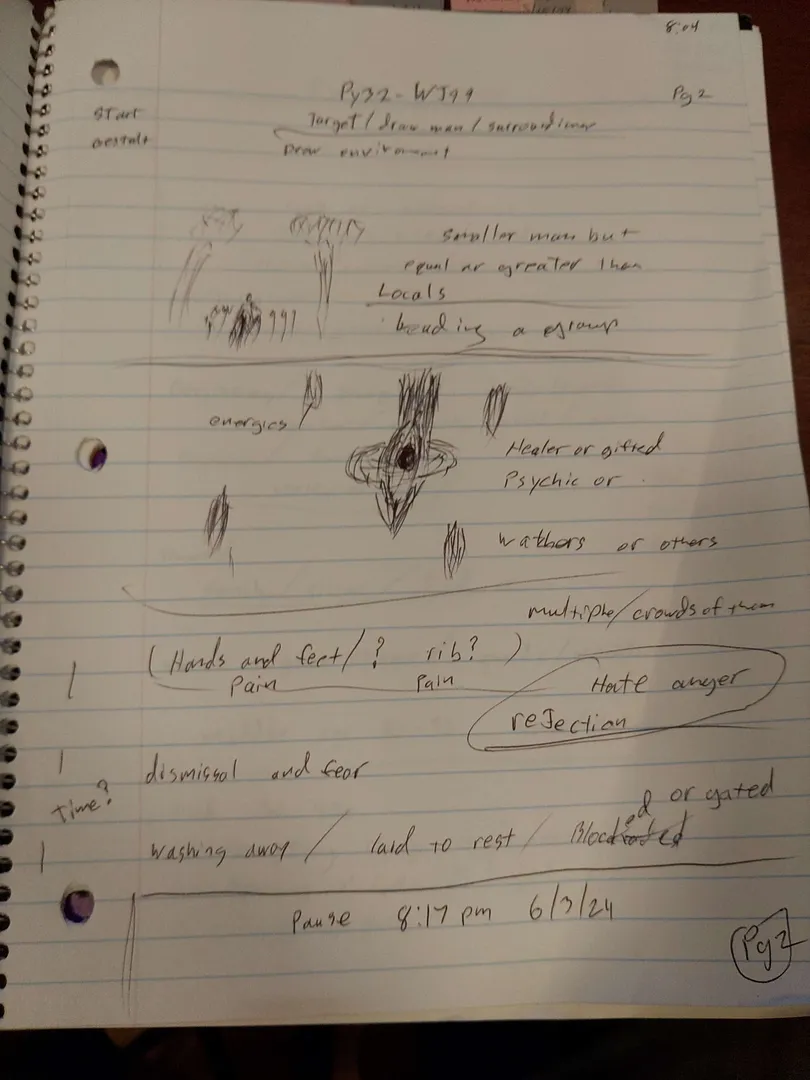 8:04
Py32-WJ99
Pg 2
Start
Gestalt
Target/draw man/surroundings
Draw environment
smaller man but
equal or greater than
Locals
heading a group
energies
Healer or gifted
Psychic or
watchers or others
multiple/crowds of them
(Hands and feet/? rib?)
Pain Pain
Hate anger
rejection
dismissal and fear
Time?
or gated
washing away / laid to rest / Blocked
Pause 8:17 pm 6/3/24
Pg 2